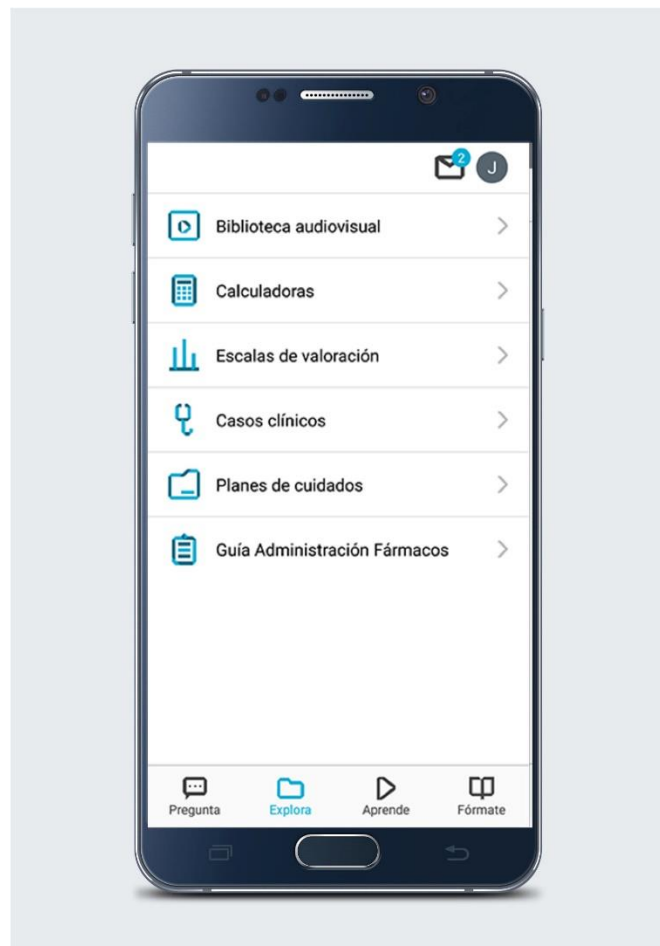 2
J
Biblioteca audiovisual
Calculadoras
Escalas de valoración
Casos clínicos
Planes de cuidados
Guía Administración Fármacos
Pregunta
Explora
Aprende
Fórmate